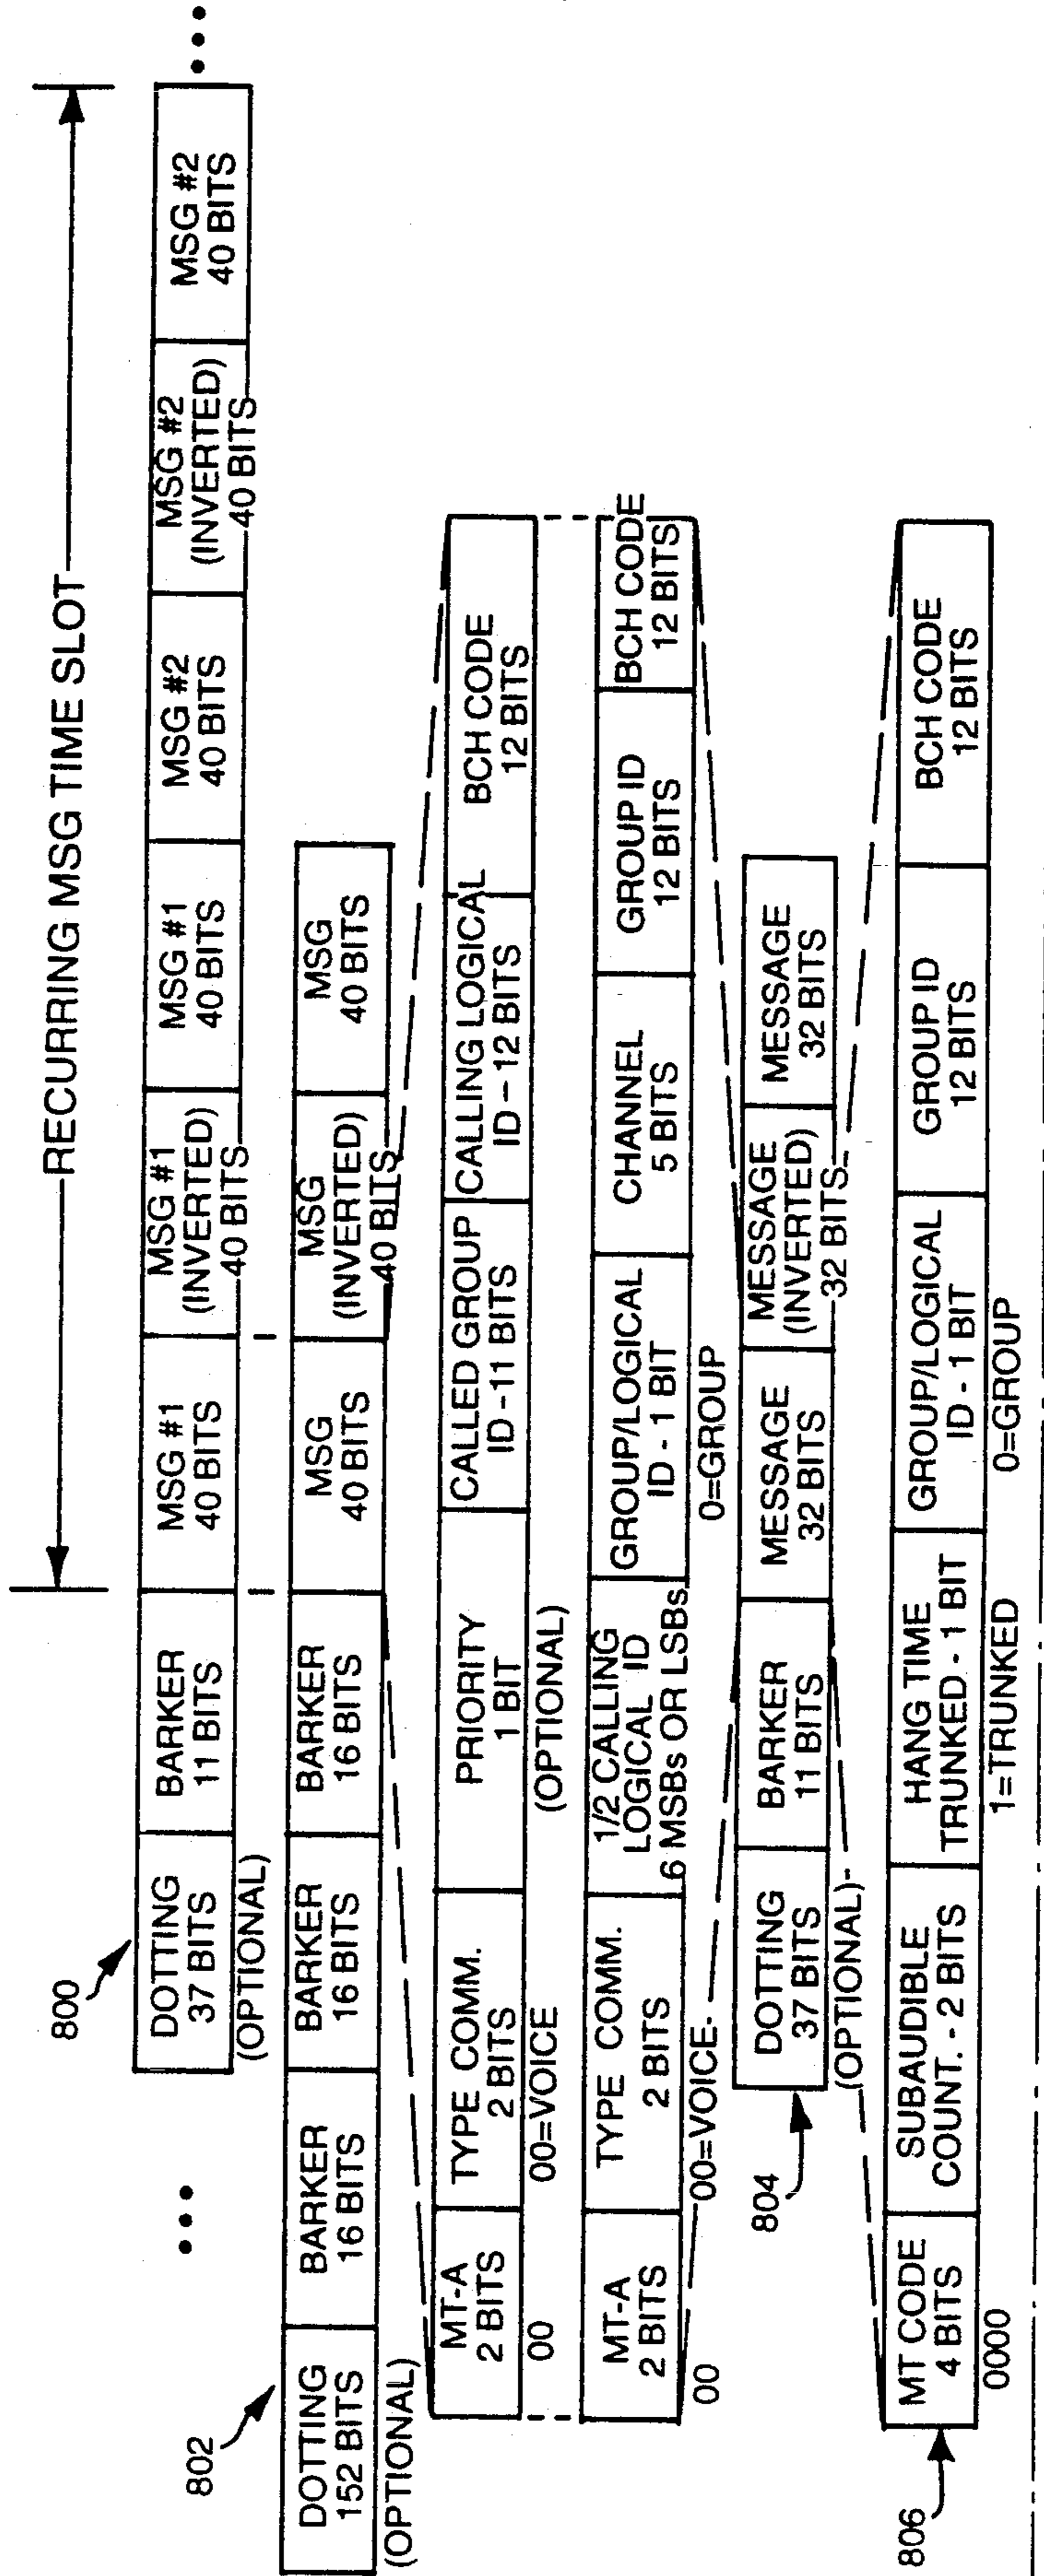 RECURRING MSG TIME SLOT
800
DOTTING
37 BITS
(OPTIONAL)
BARKER
11 BITS
MSG #1
40 BITS
MSG #1
(INVERTED)
40 BITS
MSG #1
40 BITS
MSG #2
40 BITS
MSG #2
(INVERTED)
40 BITS
MSG #2
40 BITS
802
DOTTING
152 BITS
(OPTIONAL)
BARKER
16 BITS
BARKER
16 BITS
BARKER
16 BITS
MSG
40 BITS
MSG
(INVERTED)
40 BITS
MSG
40 BITS
MT-A
2 BITS
00
TYPE COMM.
2 BITS
00=VOICE
PRIORITY
1 BIT
(OPTIONAL)
CALLED GROUP
ID -11 BITS
CALLING LOGICAL
ID - 12 BITS
BCH CODE
12 BITS
MT-A
2 BITS
00
TYPE COMM.
2 BITS
00=VOICE
1/2 CALLING
LOGICAL ID
6 MSBs OR LSBs
GROUP/LOGICAL
ID - 1 BIT
0=GROUP
CHANNEL
5 BITS
GROUP ID
12 BITS
BCH CODE
12 BITS
804
DOTTING
37 BITS
(OPTIONAL)
BARKER
11 BITS
MESSAGE
32 BITS
MESSAGE
(INVERTED)
32 BITS
MESSAGE
32 BITS
806
MT CODE
4 BITS
0000
SUBAUDIBLE
COUNT. - 2 BITS
HANG TIME
TRUNKED - 1 BIT
1=TRUNKED
GROUP/LOGICAL
ID - 1 BIT
0=GROUP
GROUP ID
12 BITS
BCH CODE
12 BITS